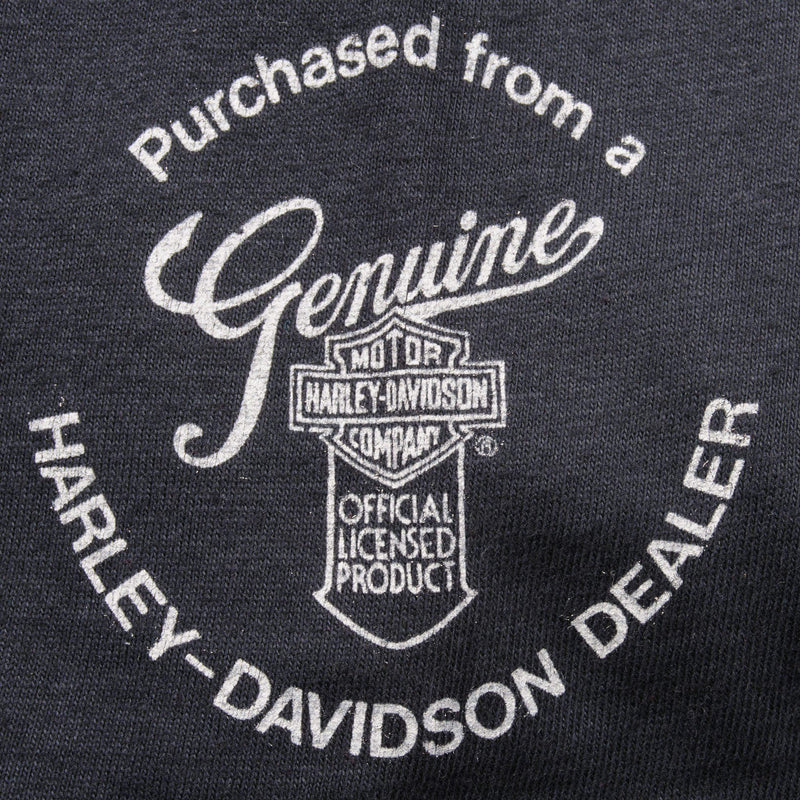 Purchased from a
Genuine
MOTOR
HARLEY-DAVIDSON
COMPANY
®
OFFICIAL
LICENSED
PRODUCT
HARLEY-DAVIDSON DEALER